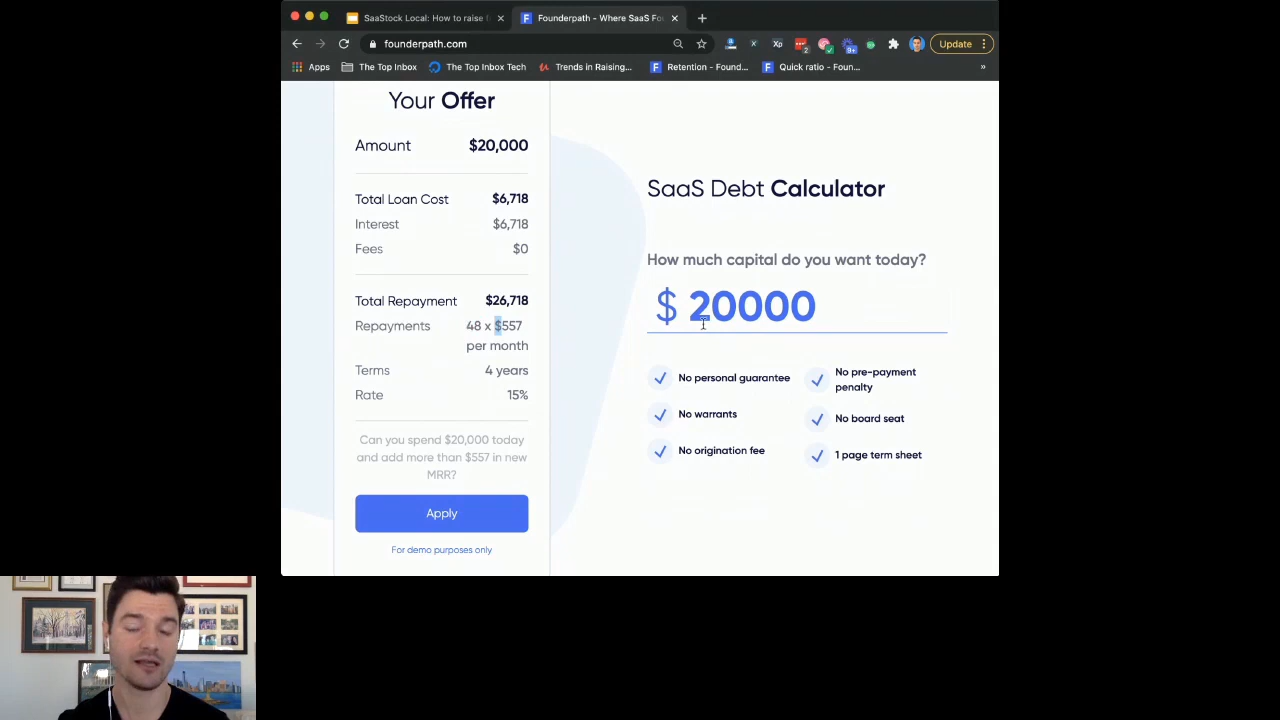 SaaStock Local: How to raise
Founderpath - Where SaaS Fo
founderpath.com
Update
Apps
The Top Inbox
The Top Inbox Tech
Trends in Raising...
Retention - Found...
Quick ratio - Foun...
»
Your Offer
Amount $20,000
Total Loan Cost $6,718
Interest $6,718
Fees $0
Total Repayment $26,718
Repayments 48 x $557
per month
Terms 4 years
Rate 15%
Can you spend $20,000 today
and add more than $557 in new
MRR?
Apply
For demo purposes only
SaaS Debt Calculator
How much capital do you want today?
$ 20000
No personal guarantee
No warrants
No origination fee
No pre-payment
penalty
No board seat
1 page term sheet